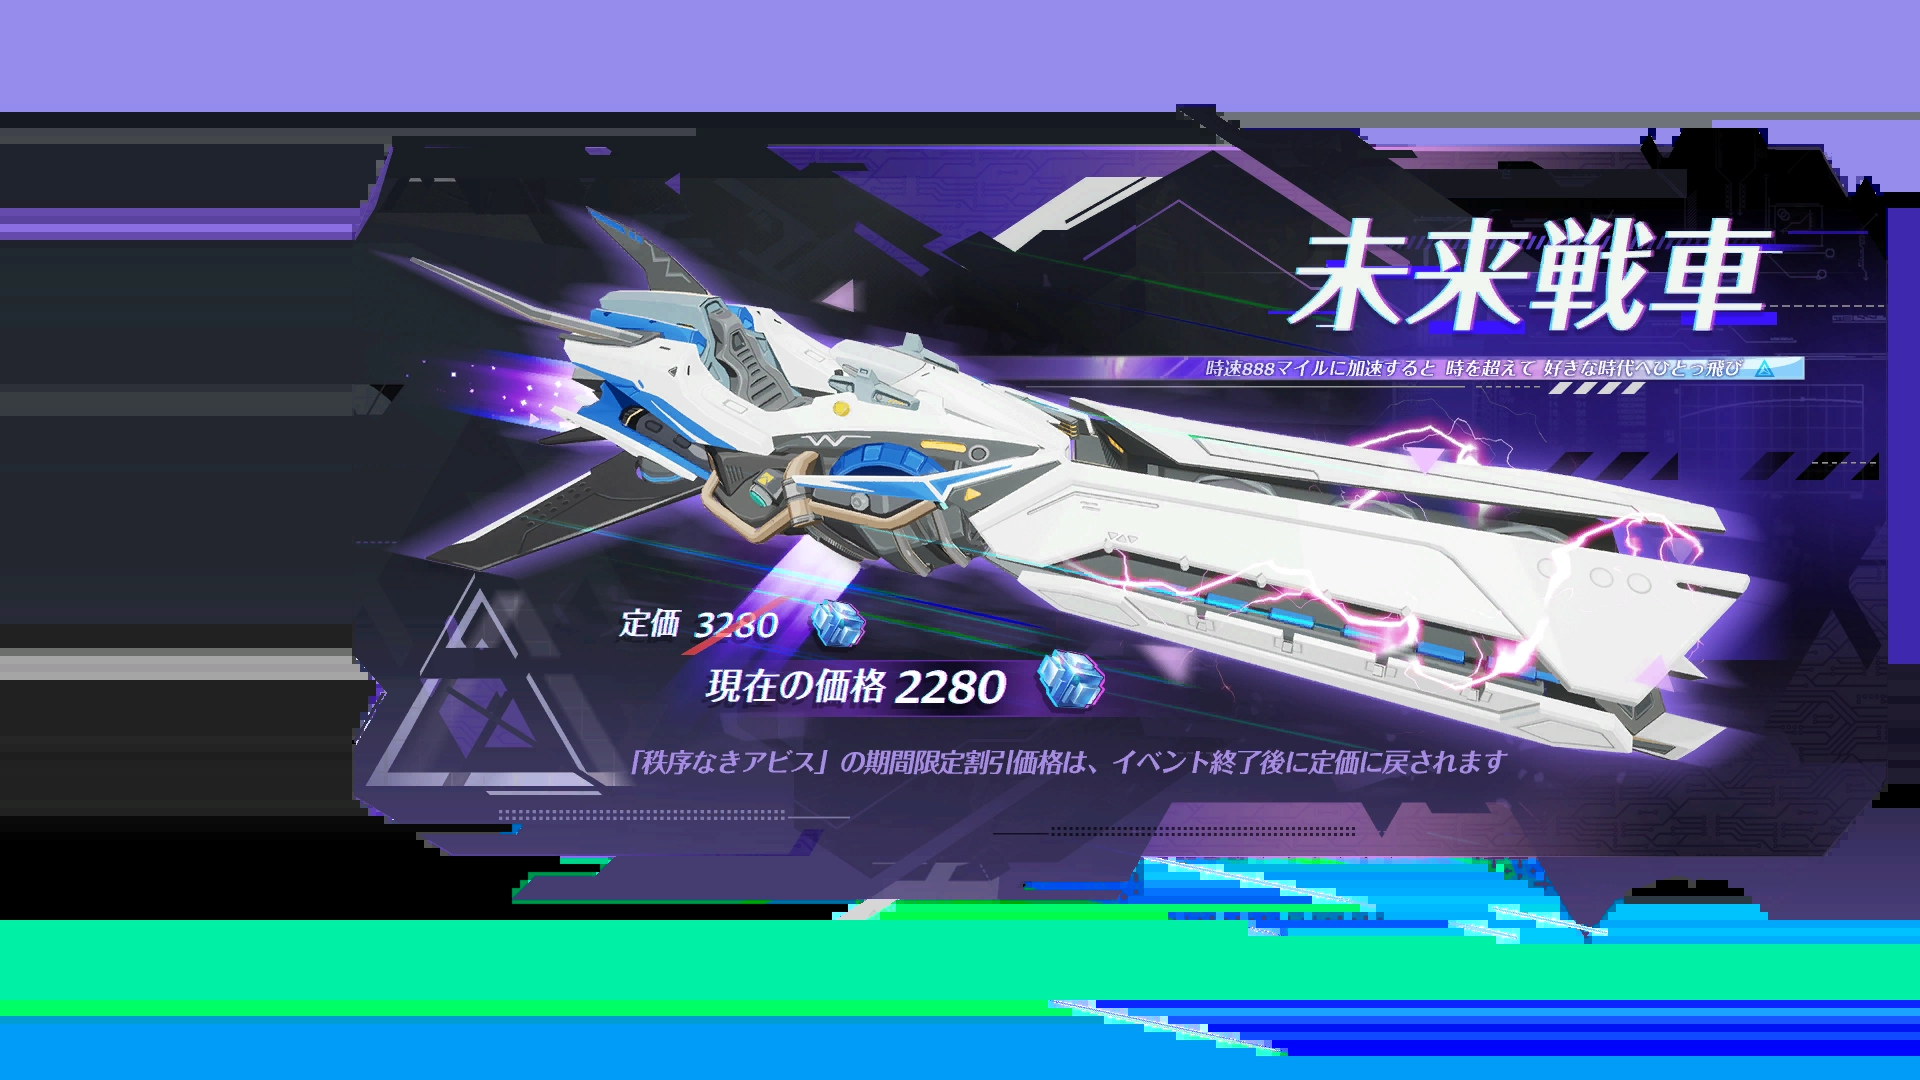 未来戦車
時速888マイルに加速すると 時を超えて 好きな時代へひとっ飛び
定価 3280
現在の価格 2280
「秩序なきアビス」の期間限定割引価格は、イベント終了後に定価に戻されます